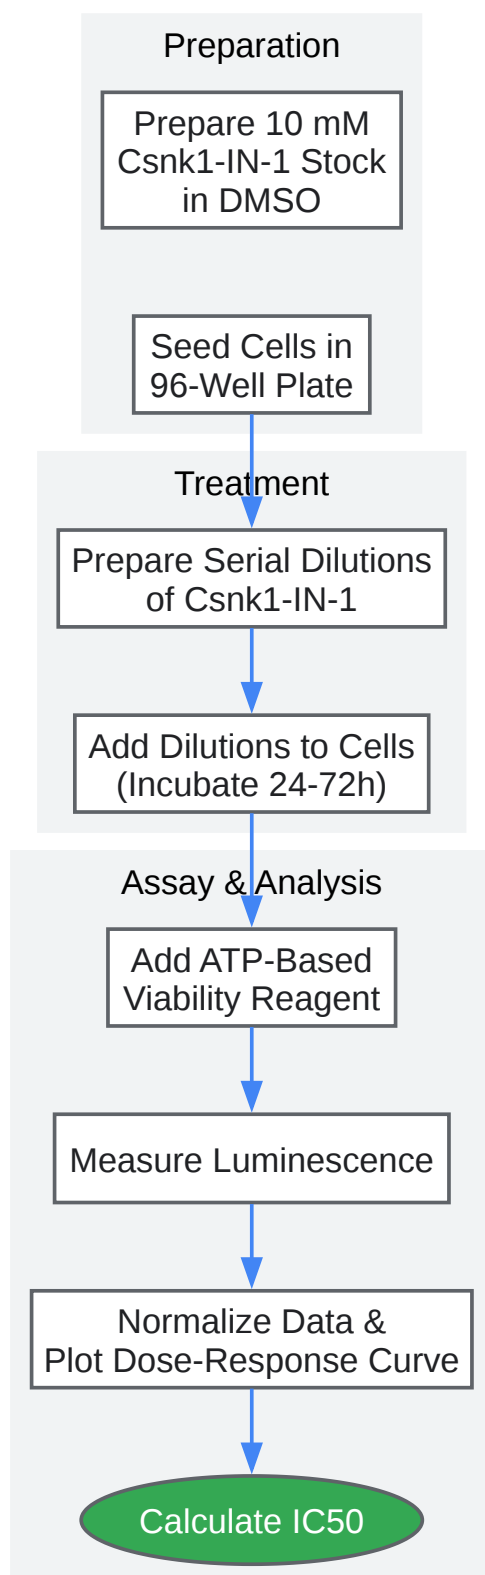 Preparation
Prepare 10 mM
Csnk1-IN-1 Stock
in DMSO
Seed Cells in
96-Well Plate
Treatment
Prepare Serial Dilutions
of Csnk1-IN-1
Add Dilutions to Cells
(Incubate 24-72h)
Assay & Analysis
Add ATP-Based
Viability Reagent
Measure Luminescence
Normalize Data &
Plot Dose-Response Curve
Calculate IC50